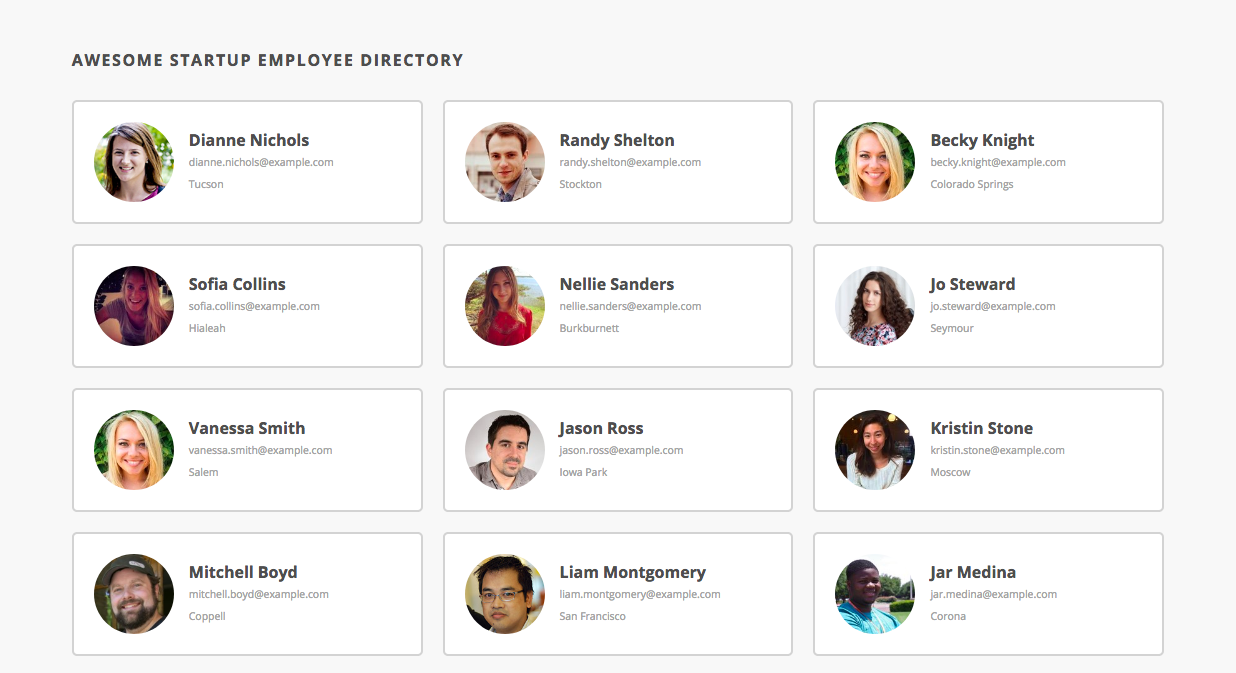 AWESOME STARTUP EMPLOYEE DIRECTORY
Dianne Nichols
dianne.nichols@example.com
Tucson
Randy Shelton
randy.shelton@example.com
Stockton
Becky Knight
becky.knight@example.com
Colorado Springs
Sofia Collins
sofia.collins@example.com
Hialeah
Nellie Sanders
nellie.sanders@example.com
Burkburnett
Jo Steward
jo.steward@example.com
Seymour
Vanessa Smith
vanessa.smith@example.com
Salem
Jason Ross
jason.ross@example.com
Iowa Park
Kristin Stone
kristin.stone@example.com
Moscow
Mitchell Boyd
mitchell.boyd@example.com
Coppell
Liam Montgomery
liam.montgomery@example.com
San Francisco
Jar Medina
jar.medina@example.com
Corona